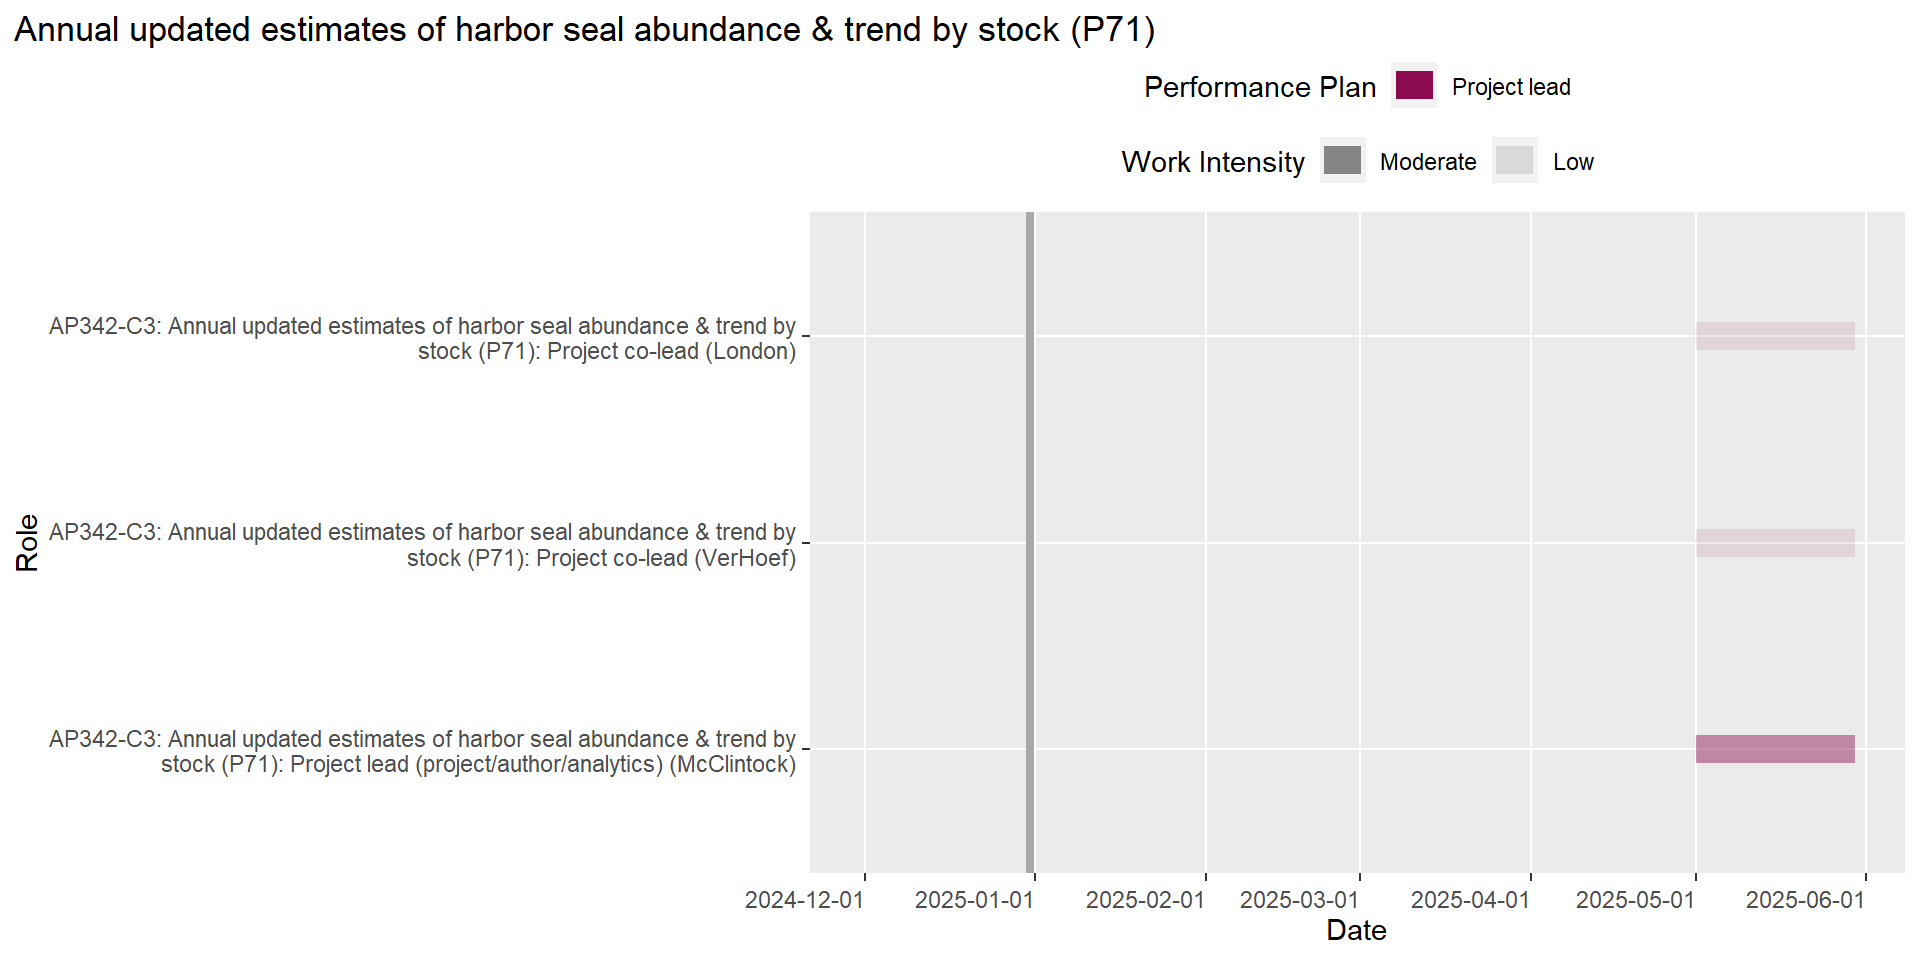 Annual updated estimates of harbor seal abundance & trend by stock (P71)
Performance Plan Project lead
Work Intensity Moderate Low
AP342-C3: Annual updated estimates of harbor seal abundance & trend by
stock (P71): Project co-lead (London)
AP342-C3: Annual updated estimates of harbor seal abundance & trend by
stock (P71): Project co-lead (VerHoef)
AP342-C3: Annual updated estimates of harbor seal abundance & trend by
stock (P71): Project lead (project/author/analytics) (McClintock)
Role
2024-12-01 2025-01-01 2025-02-01 2025-03-01 2025-04-01 2025-05-01 2025-06-01
Date